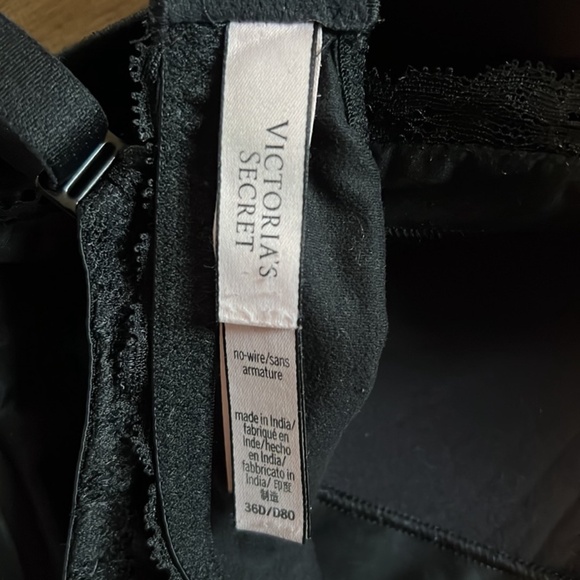 VICTORIA'S
SECRET
no-wire/sans
armature
made in India/
fabriqué en
Inde/hecho
en India/
fabbricato in
India/ 印度
制造
36D/D80